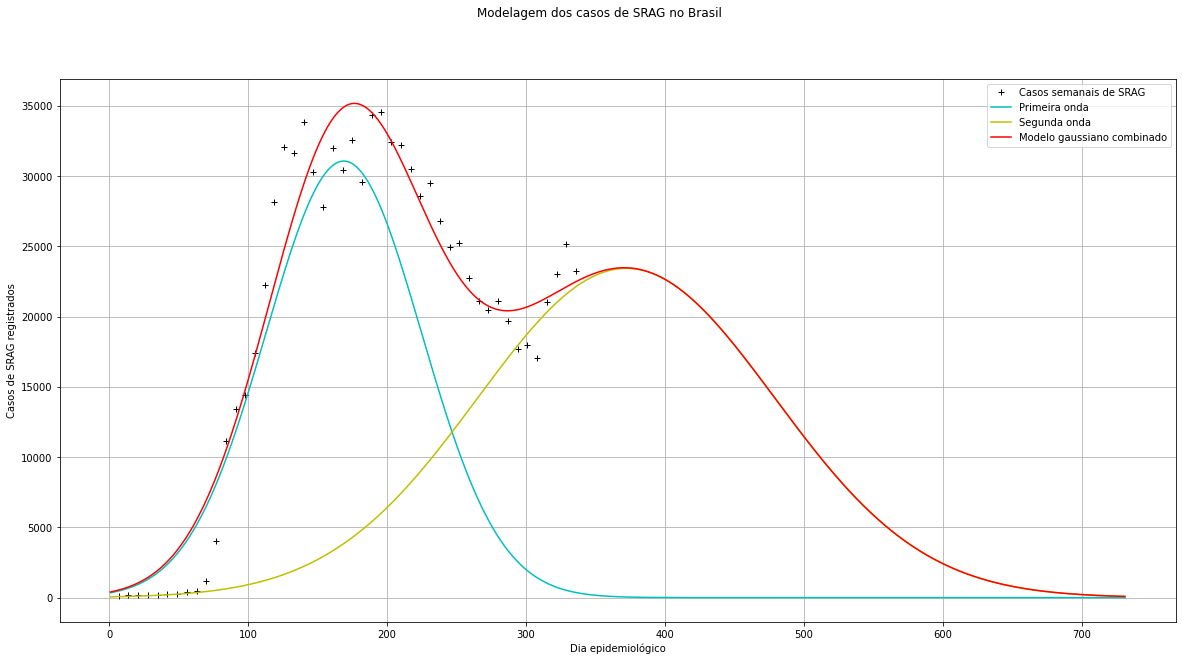 Modelagem dos casos de SRAG no Brasil
Casos semanais de SRAG
Primeira onda
Segunda onda
Modelo gaussiano combinado
Casos de SRAG registrados
35000
30000
25000
20000
15000
10000
5000
0
0 100 200 300 400 500 600 700
Dia epidemiológico